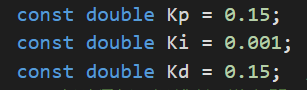 const double Kp = 0.15;
const double Ki = 0.001;
const double Kd = 0.15;